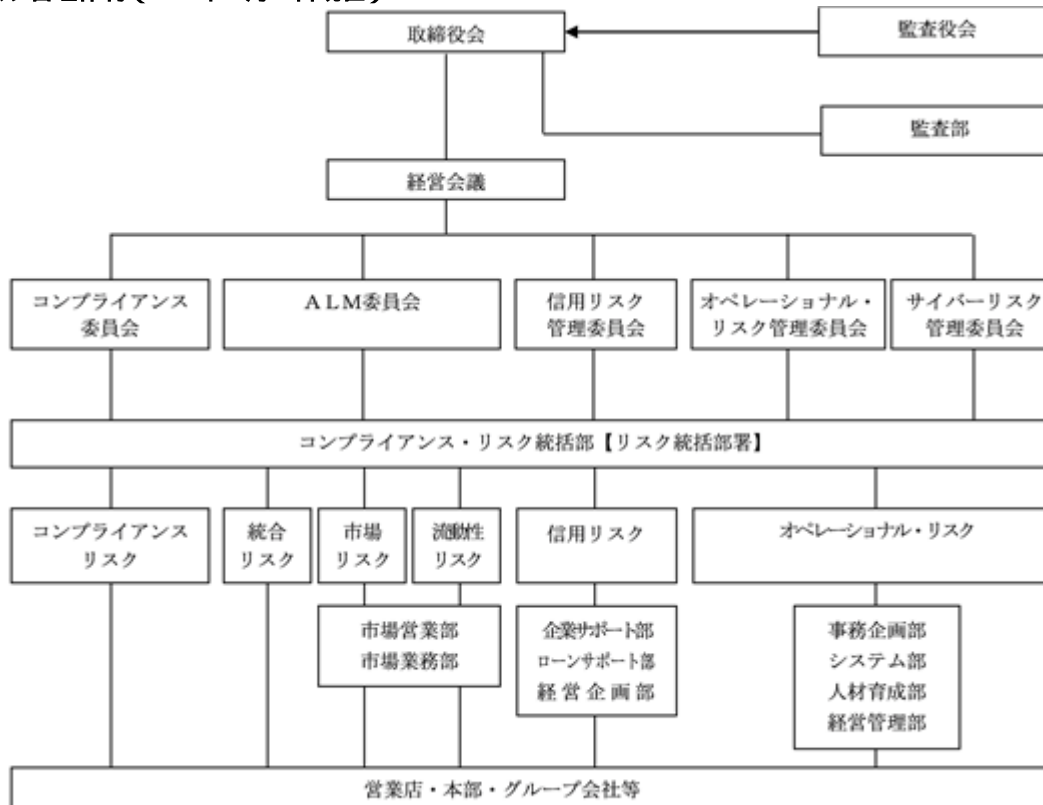 取締役会
監査役会
監査部
経営会議
コンプライアンス
委員会
ALM委員会
信用リスク
管理委員会
オペレーショナル・
リスク管理委員会
サイバーリスク
管理委員会
コンプライアンス・リスク統括部【リスク統括部署】
コンプライアンス
リスク
統合
リスク
市場
リスク
流動性
リスク
信用リスク
オペレーショナル・リスク
市場営業部
市場業務部
企業サポート部
ローンサポート部
経営企画部
事務企画部
システム部
人材育成部
経営管理部
営業店・本部・グループ会社等